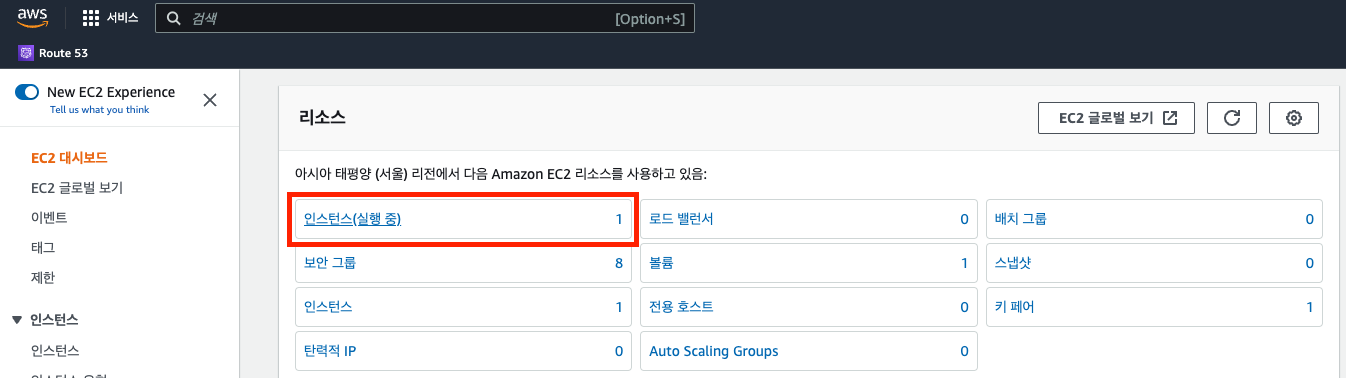 aws
서비스
검색
[Option+S]
Route 53
New EC2 Experience
Tell us what you think
EC2 대시보드
EC2 글로벌 보기
이벤트
태그
제한
인스턴스
인스턴스
리소스
EC2 글로벌 보기
아시아 태평양 (서울) 리전에서 다음 Amazon EC2 리소스를 사용하고 있음:
인스턴스(실행 중) 1
로드 밸런서 0
배치 그룹 0
보안 그룹 8
볼륨 1
스냅샷 0
인스턴스 1
전용 호스트 0
키 페어 1
탄력적 IP 0
Auto Scaling Groups 0